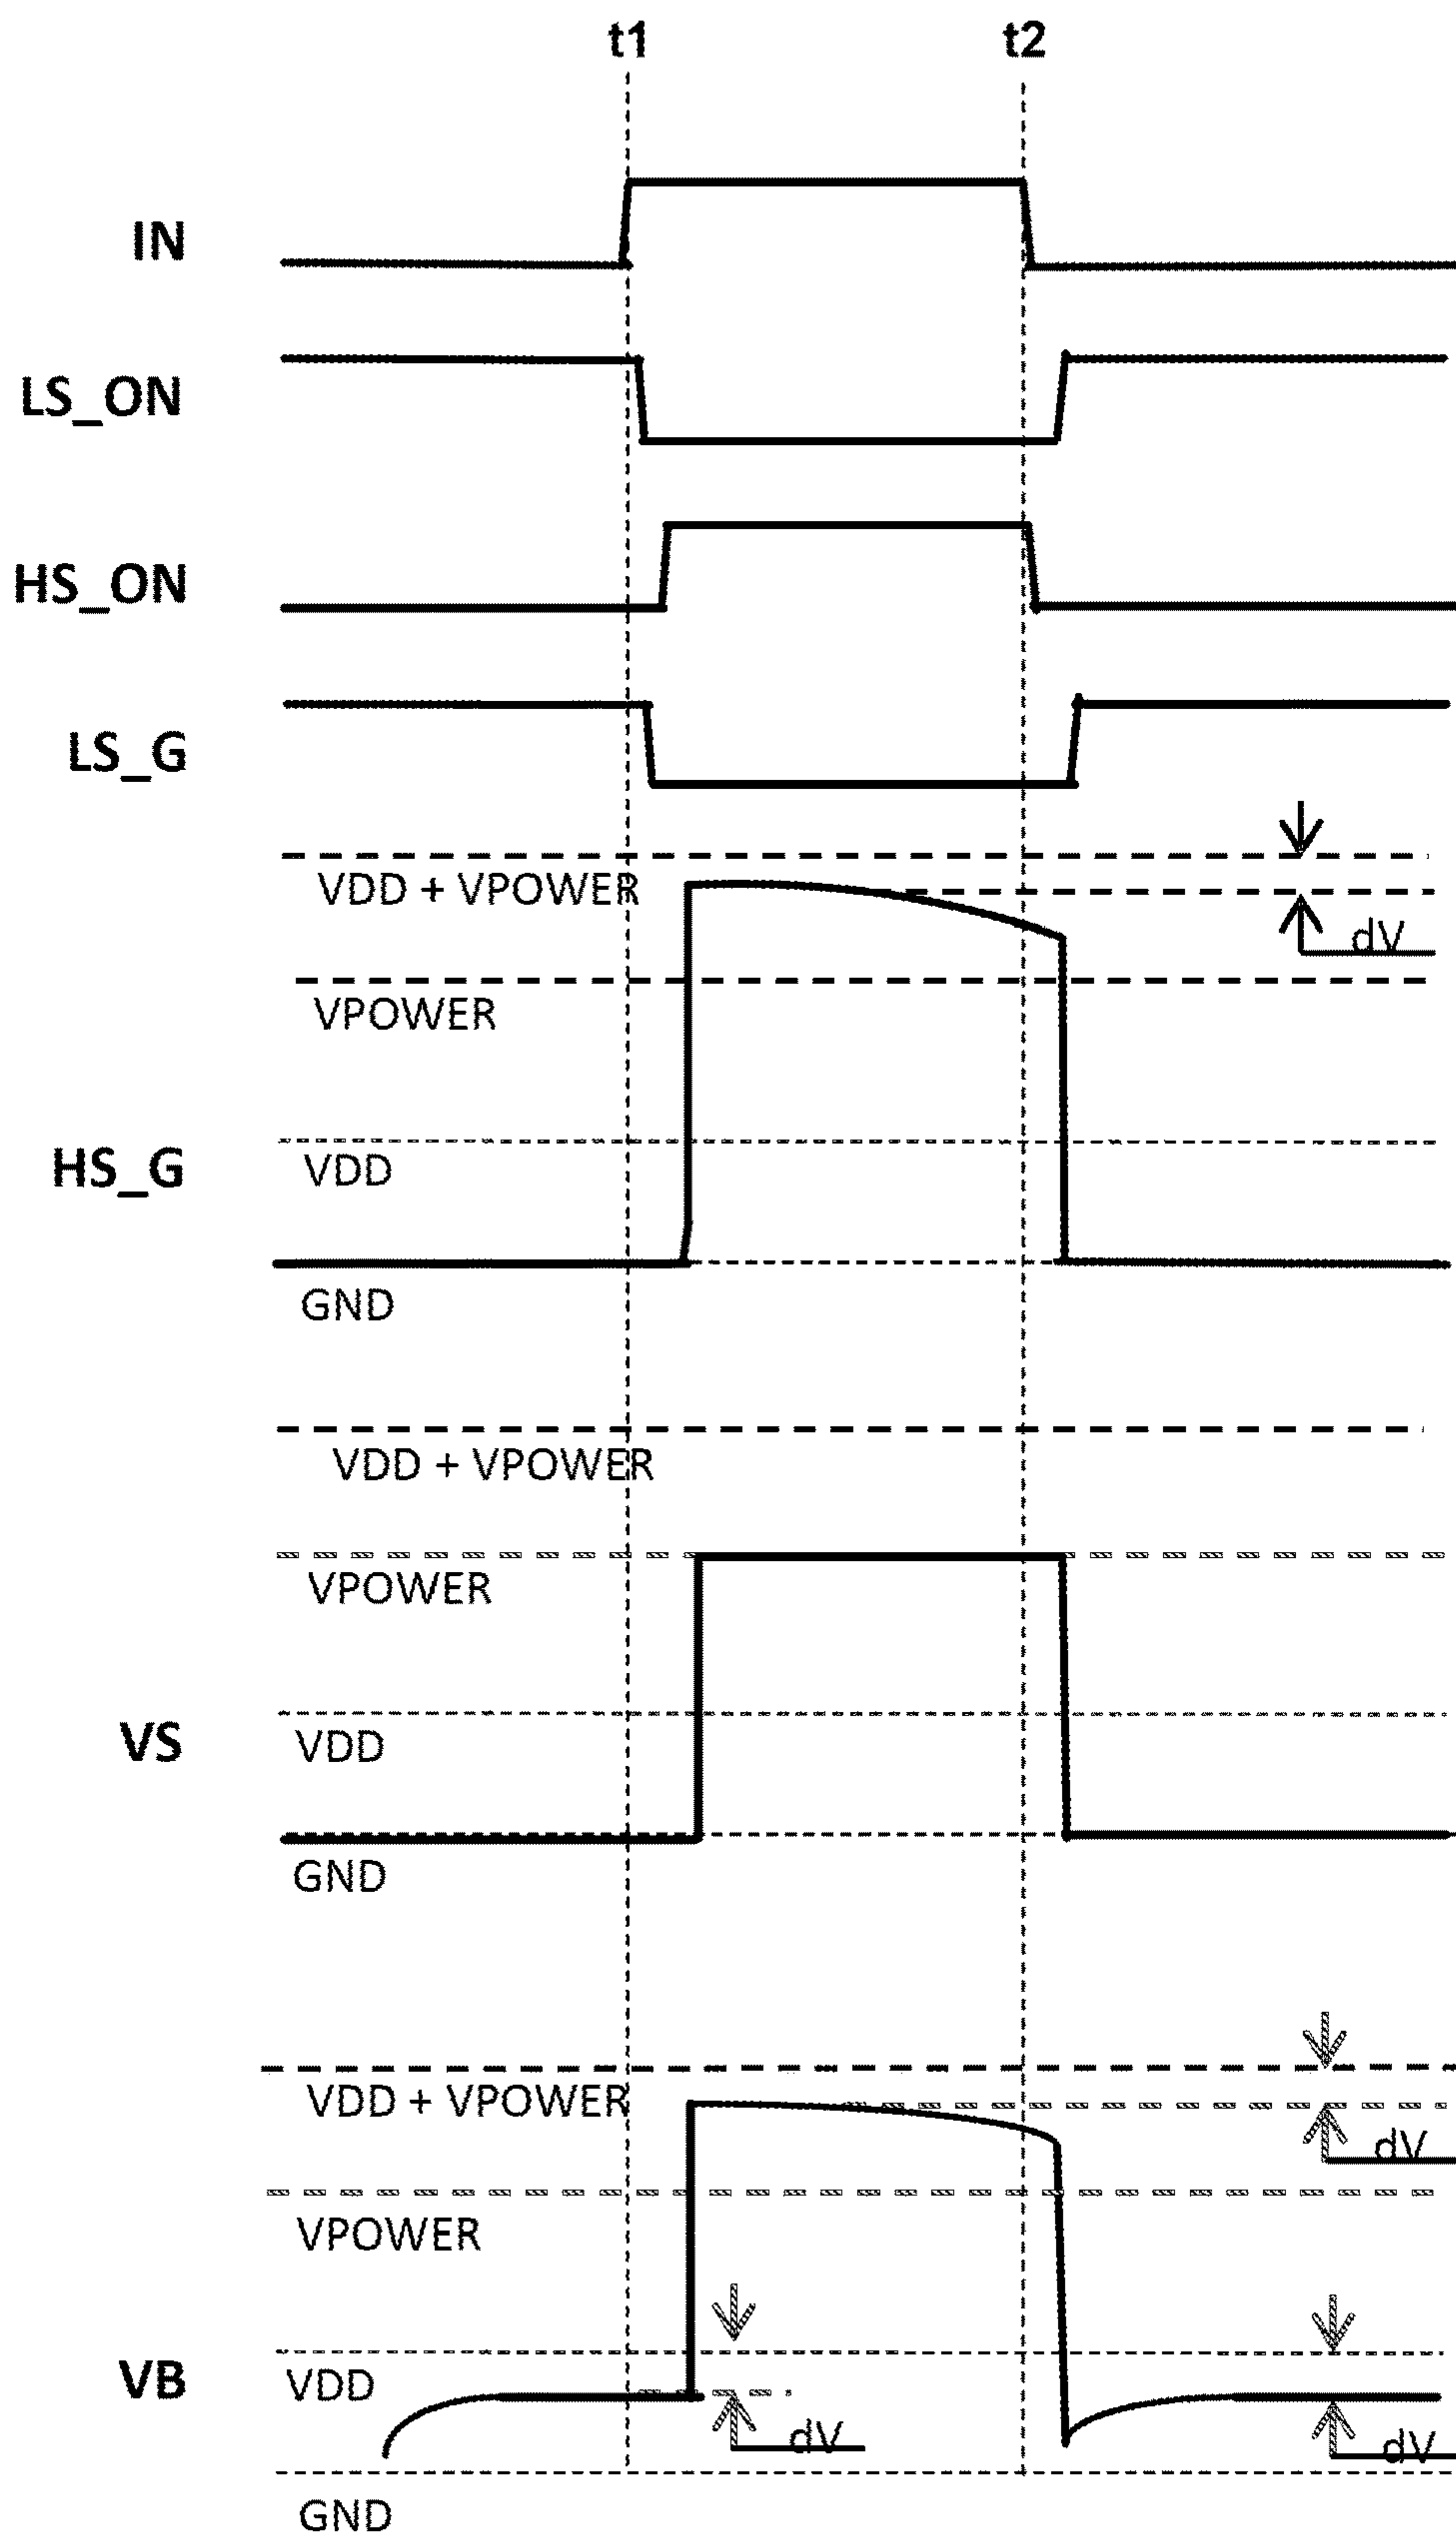 t1 t2
IN
LS_ON
HS_ON
LS_G
VDD + VPOWER
dV
VPOWER
HS_G
VDD
GND
VDD + VPOWER
VPOWER
VS
VDD
GND
VDD + VPOWER
dV
VPOWER
VB
VDD
dV
dV
GND